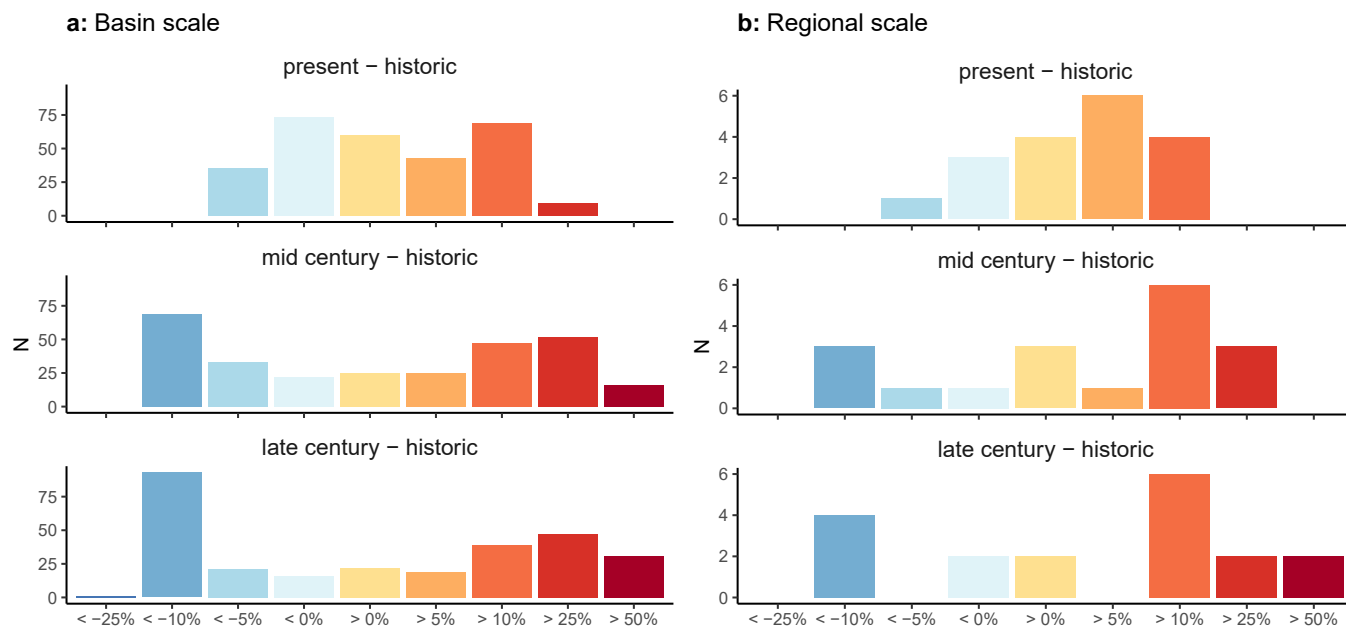 a: Basin scale
present − historic
75
50
25
0
mid century − historic
75
50
25
0
N
late century − historic
75
50
25
0
< −25% < −10% < −5% < 0% > 0% > 5% > 10% > 25% > 50%
b: Regional scale
present − historic
6
4
2
0
mid century − historic
6
4
2
0
N
late century − historic
6
4
2
0
< −25% < −10% < −5% < 0% > 0% > 5% > 10% > 25% > 50%